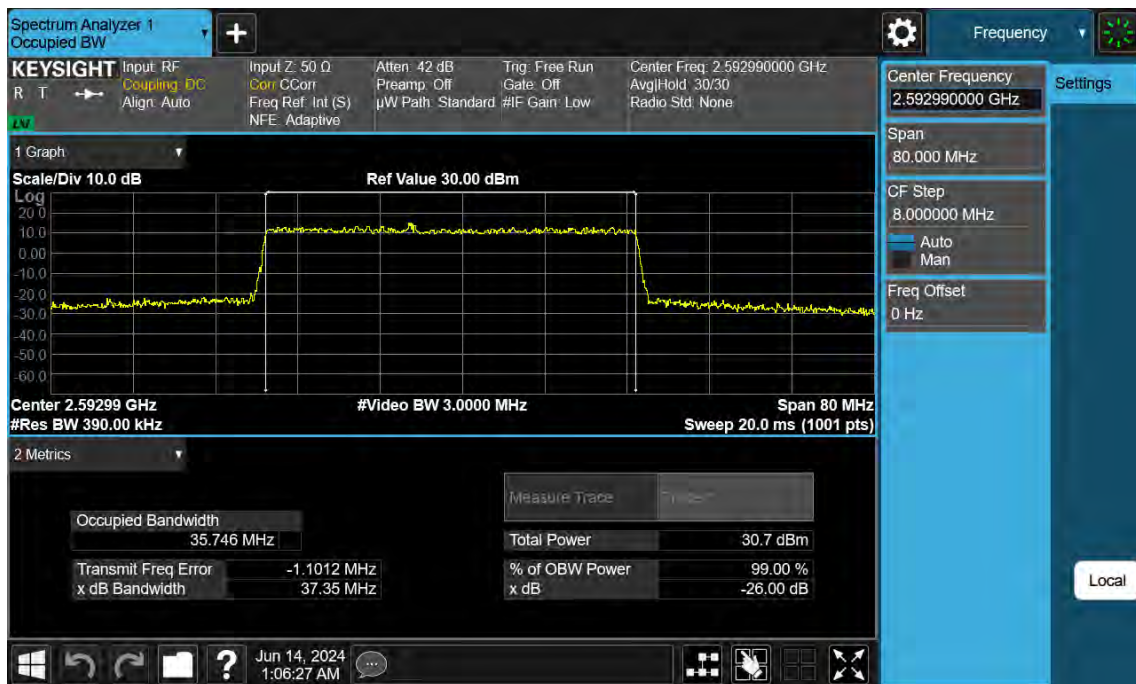 Spectrum Analyzer 1
Occupied BW
Frequency
KEYSIGHT
R T
LXI
Input: RF
Coupling: DC
Align: Auto
Input Z: 50 Ω
Corr CCorr
Freq Ref: Int (S)
NFE: Adaptive
Atten: 42 dB
Preamp: Off
µW Path: Standard
Trig: Free Run
Gate: Off
#IF Gain: Low
Center Freq: 2.592990000 GHz
Avg|Hold: 30/30
Radio Std: None
Center Frequency
2.592990000 GHz
Settings
Span
80.000 MHz
CF Step
8.000000 MHz
Auto
Man
Freq Offset
0 Hz
Local
1 Graph
Scale/Div 10.0 dB
Ref Value 30.00 dBm
Log
20.0
10.0
0.00
-10.0
-20.0
-30.0
-40.0
-50.0
-60.0
Center 2.59299 GHz
#Video BW 3.0000 MHz
Span 80 MHz
#Res BW 390.00 kHz
Sweep 20.0 ms (1001 pts)
2 Metrics
Measure Trace
Occupied Bandwidth
35.746 MHz
Total Power 30.7 dBm
Transmit Freq Error -1.1012 MHz
% of OBW Power 99.00 %
x dB Bandwidth 37.35 MHz
x dB -26.00 dB
Jun 14, 2024
1:06:27 AM